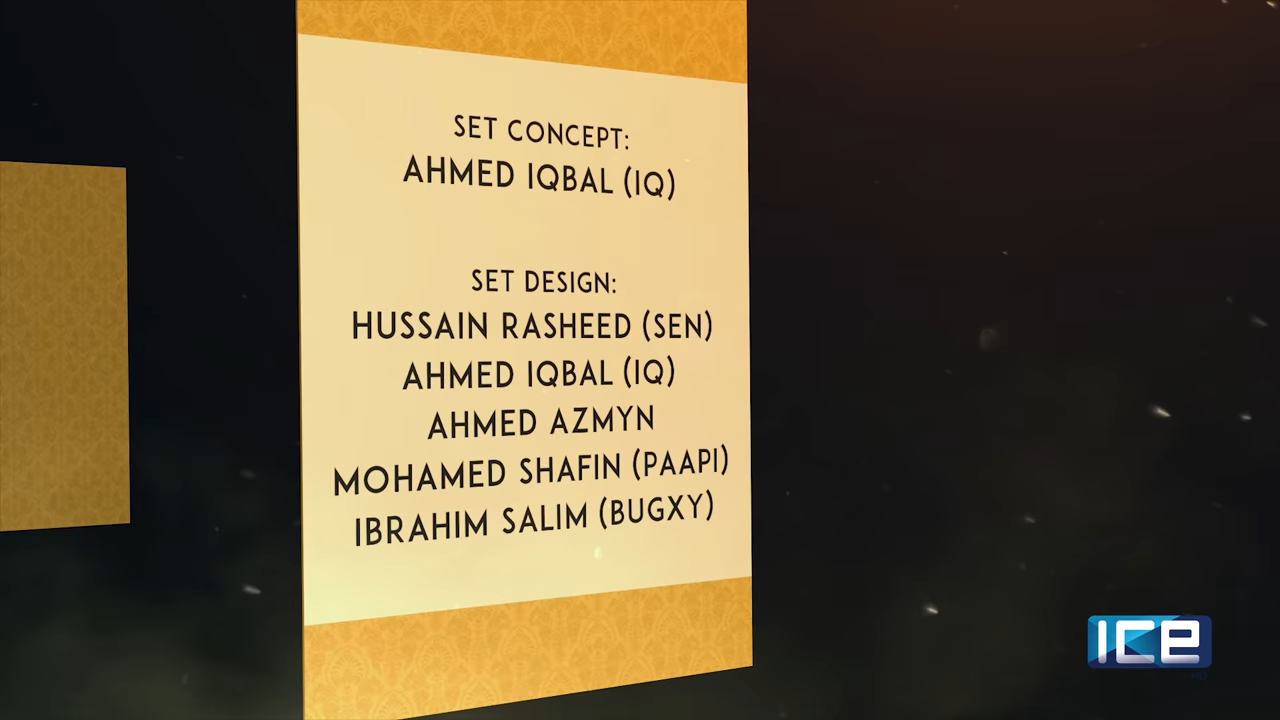 SET CONCEPT:
AHMED IQBAL (IQ)
SET DESIGN:
HUSSAIN RASHEED (SEN)
AHMED IQBAL (IQ)
AHMED AZMYN
MOHAMED SHAFIN (PAAPI)
IBRAHIM SALIM (BUGXY)
ICE
HD